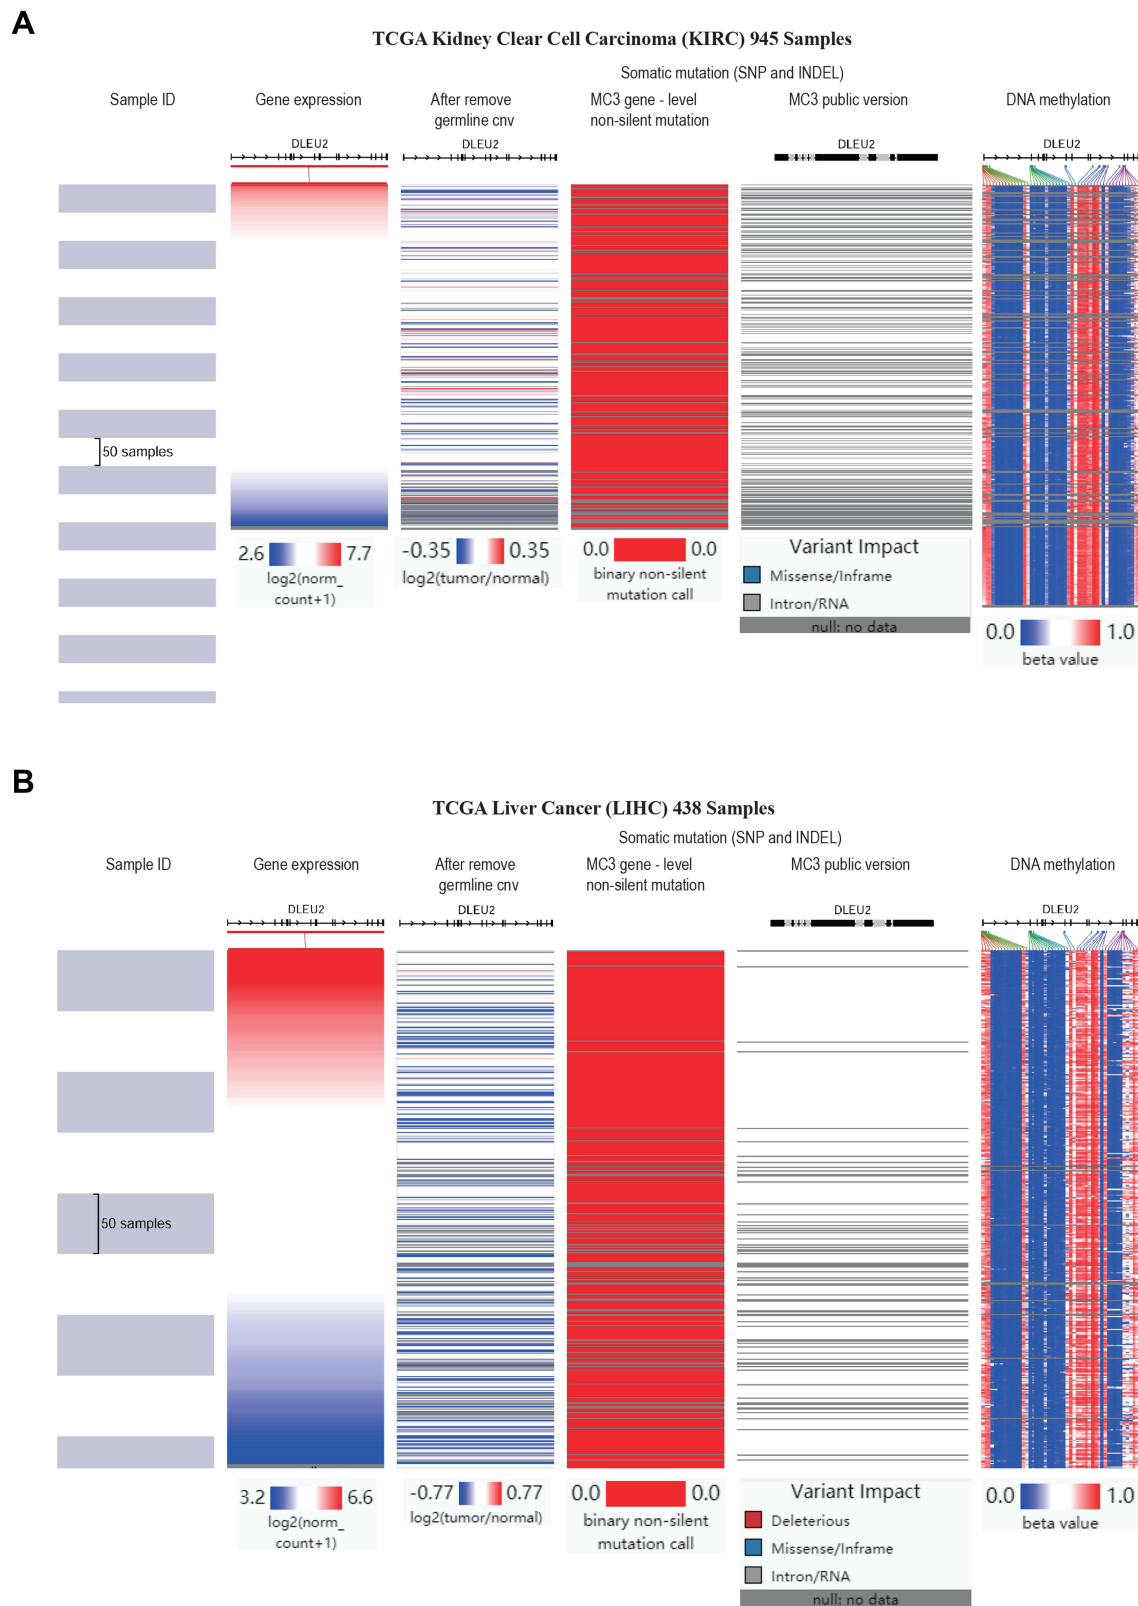 A
TCGA Kidney Clear Cell Carcinoma (KIRC) 945 Samples
Somatic mutation (SNP and INDEL)
Sample ID
Gene expression
After remove
germline cnv
MC3 gene - level
non-silent mutation
MC3 public version
DNA methylation
DLEU2
DLEU2
DLEU2
DLEU2
50 samples
2.6 7.7
log2(norm_
count+1)
-0.35 0.35
log2(tumor/normal)
0.0 0.0
binary non-silent
mutation call
Variant Impact
Missense/Inframe
Intron/RNA
null: no data
0.0 1.0
beta value
B
TCGA Liver Cancer (LIHC) 438 Samples
Somatic mutation (SNP and INDEL)
Sample ID
Gene expression
After remove
germline cnv
MC3 gene - level
non-silent mutation
MC3 public version
DNA methylation
DLEU2
DLEU2
DLEU2
DLEU2
50 samples
3.2 6.6
log2(norm_
count+1)
-0.77 0.77
log2(tumor/normal)
0.0 0.0
binary non-silent
mutation call
Variant Impact
Deleterious
Missense/Inframe
Intron/RNA
null: no data
0.0 1.0
beta value